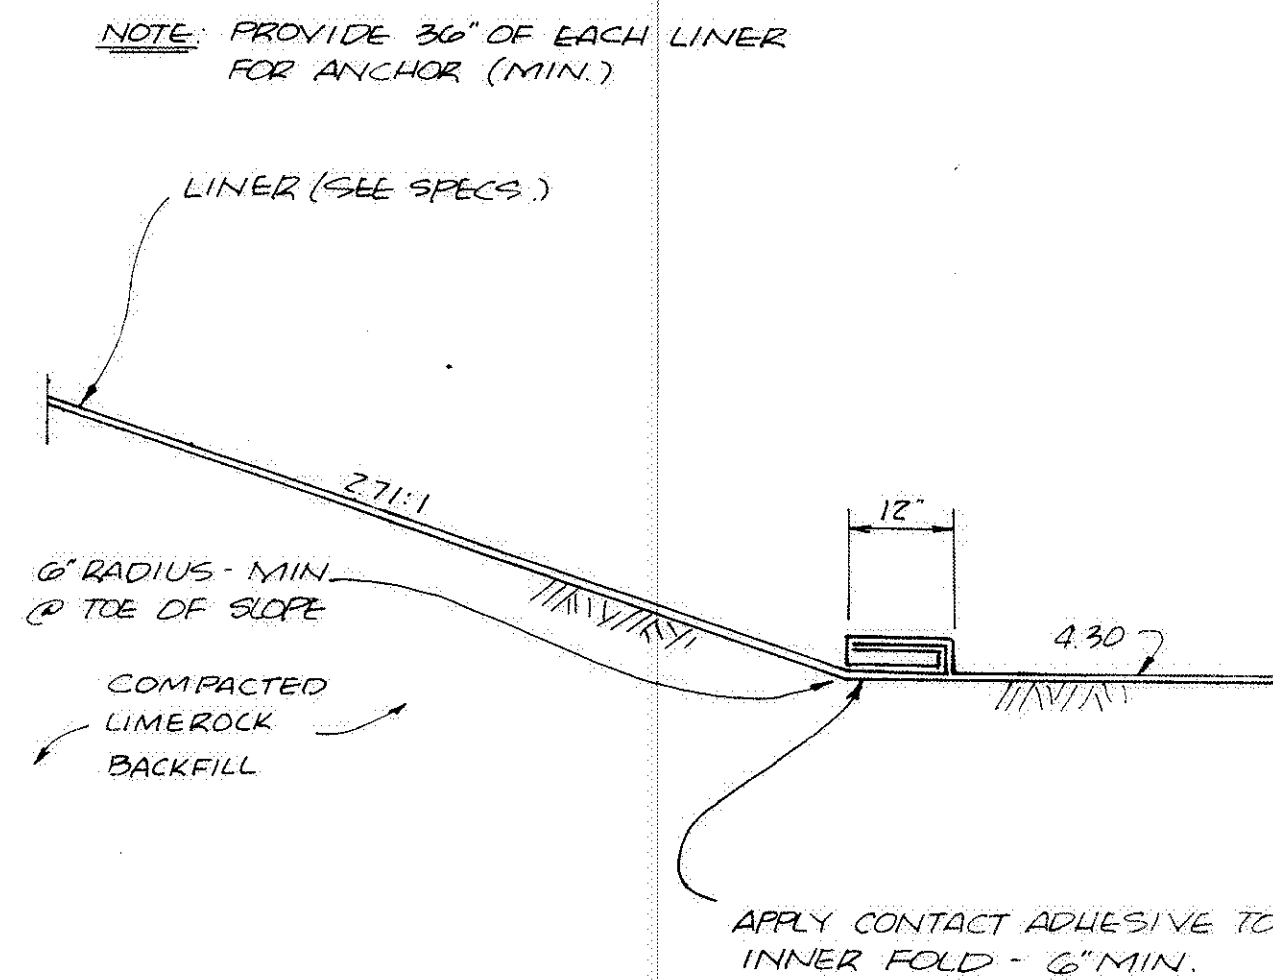 NOTE: PROVIDE 36" OF EACH LINER
FOR ANCHOR (MIN.)
LINER (SEE SPECS.)
2.71:1
12"
6" RADIUS - MIN.
@ TOE OF SLOPE
4.30
COMPACTED
LIMEROCK
BACKFILL
APPLY CONTACT ADHESIVE TO
INNER FOLD - 6" MIN.